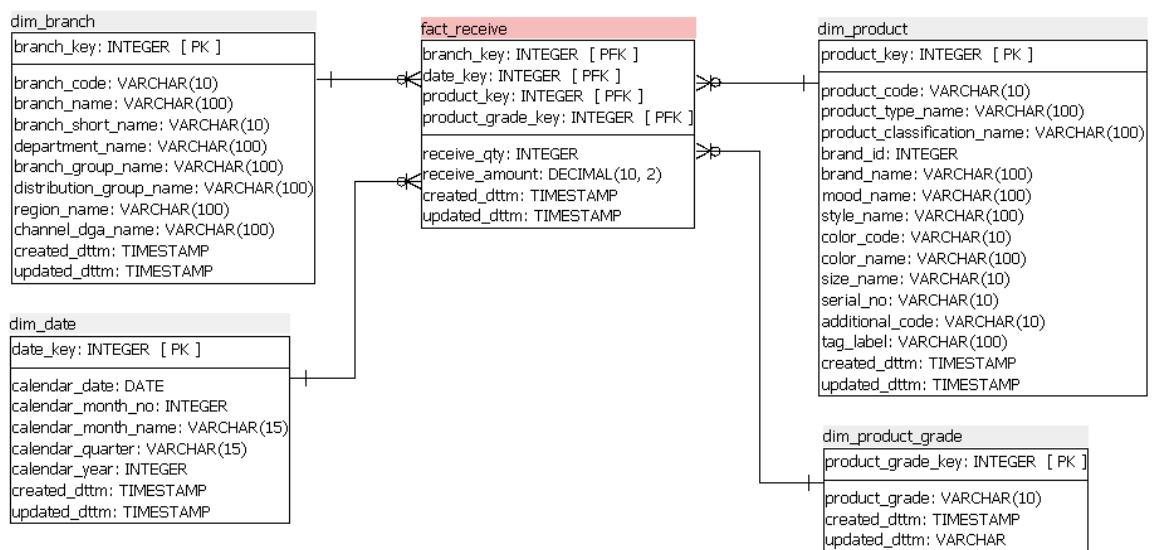 dim_branch
branch_key: INTEGER [ PK ]
branch_code: VARCHAR(10)
branch_name: VARCHAR(100)
branch_short_name: VARCHAR(10)
department_name: VARCHAR(100)
branch_group_name: VARCHAR(100)
distribution_group_name: VARCHAR(100)
region_name: VARCHAR(100)
channel_dga_name: VARCHAR(100)
created_dttm: TIMESTAMP
updated_dttm: TIMESTAMP
fact_receive
branch_key: INTEGER [ PFK ]
date_key: INTEGER [ PFK ]
product_key: INTEGER [ PFK ]
product_grade_key: INTEGER [ PFK ]
receive_qty: INTEGER
receive_amount: DECIMAL(10, 2)
created_dttm: TIMESTAMP
updated_dttm: TIMESTAMP
dim_product
product_key: INTEGER [ PK ]
product_code: VARCHAR(10)
product_type_name: VARCHAR(100)
product_classification_name: VARCHAR(100)
brand_id: INTEGER
brand_name: VARCHAR(100)
mood_name: VARCHAR(100)
style_name: VARCHAR(100)
color_code: VARCHAR(10)
color_name: VARCHAR(100)
size_name: VARCHAR(10)
serial_no: VARCHAR(10)
additional_code: VARCHAR(10)
tag_label: VARCHAR(100)
created_dttm: TIMESTAMP
updated_dttm: TIMESTAMP
dim_date
date_key: INTEGER [ PK ]
calendar_date: DATE
calendar_month_no: INTEGER
calendar_month_name: VARCHAR(15)
calendar_quarter: VARCHAR(15)
calendar_year: INTEGER
created_dttm: TIMESTAMP
updated_dttm: TIMESTAMP
dim_product_grade
product_grade_key: INTEGER [ PK ]
product_grade: VARCHAR(10)
created_dttm: TIMESTAMP
updated_dttm: VARCHAR